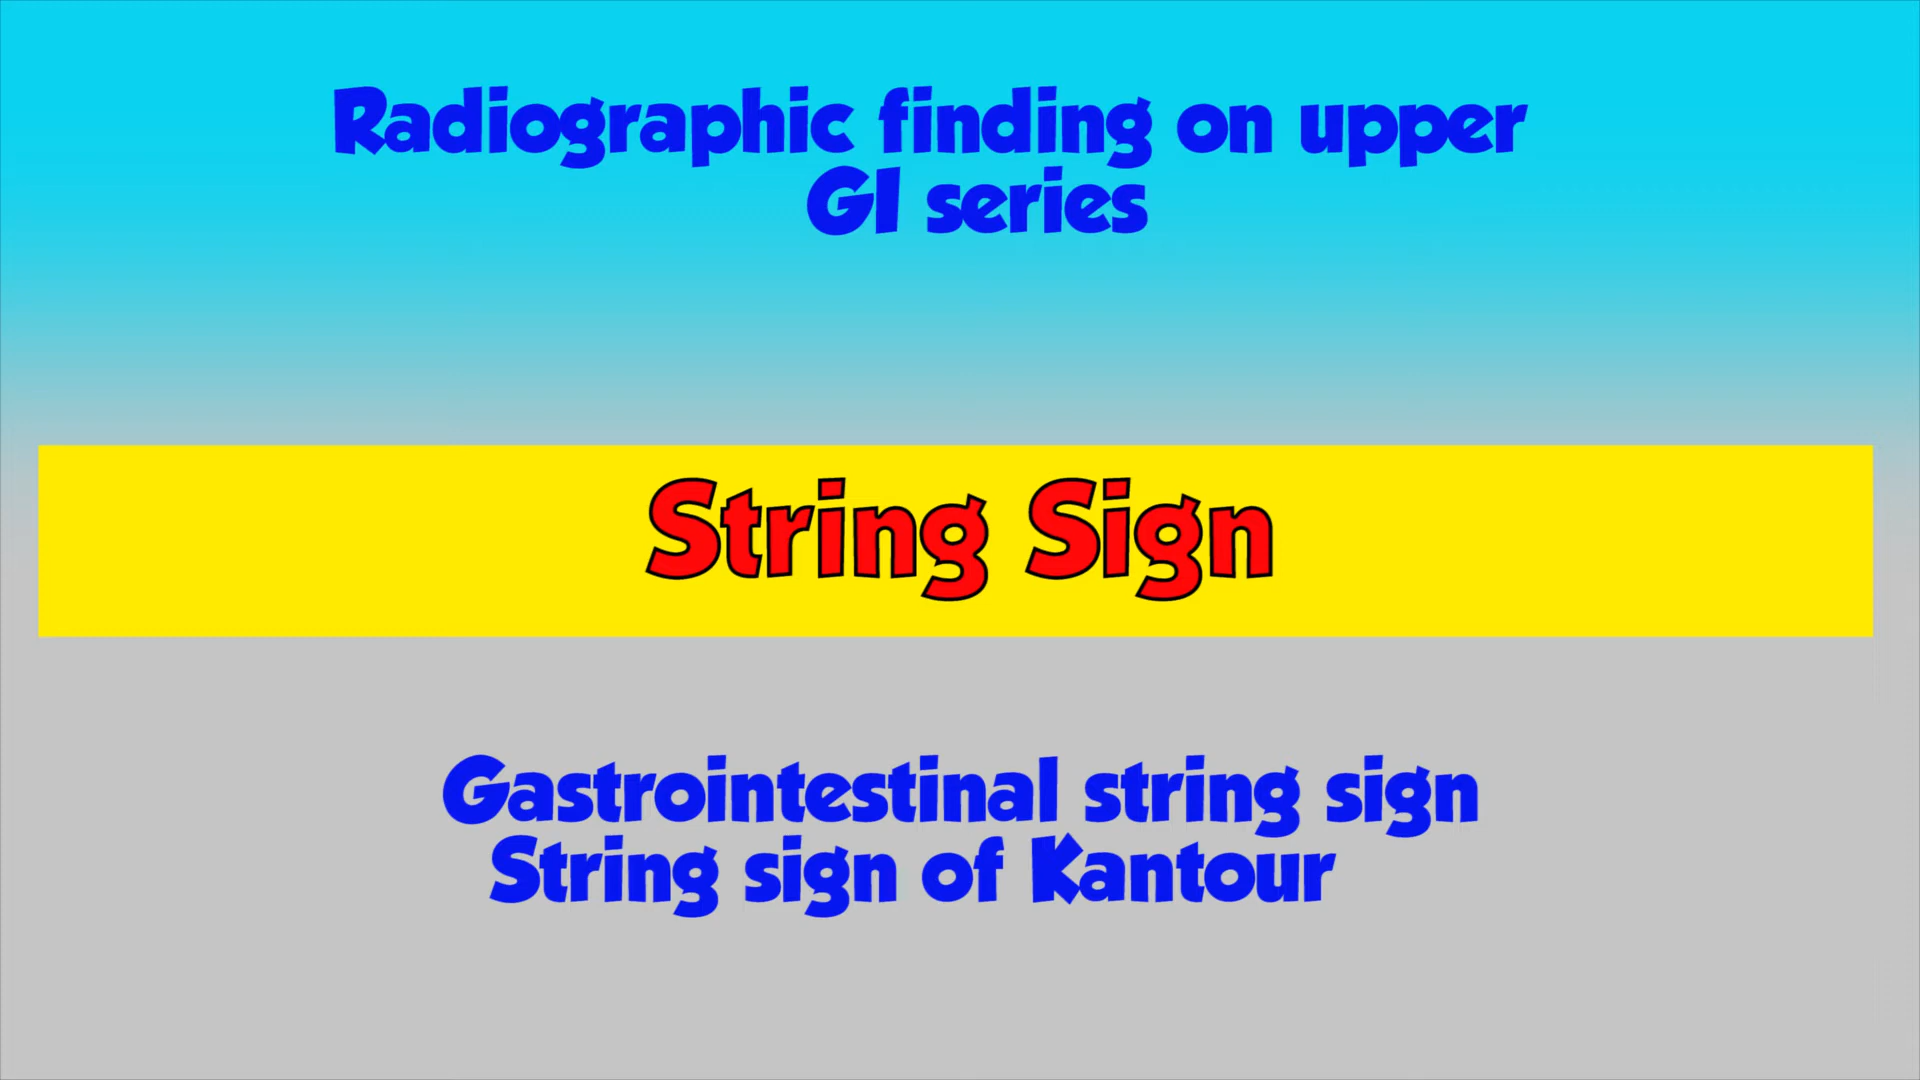 Radiographic finding on upper
GI series
String Sign
Gastrointestinal string sign
String sign of Kantour